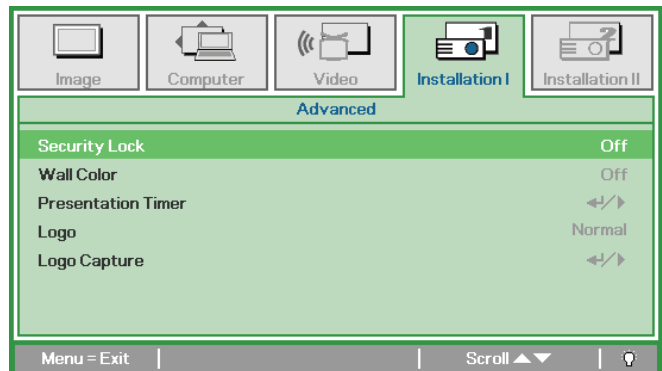 Image Computer Video Installation I Installation II
Advanced
Security Lock Off
Wall Color Off
Presentation Timer
Logo Normal
Logo Capture
Menu = Exit Scroll